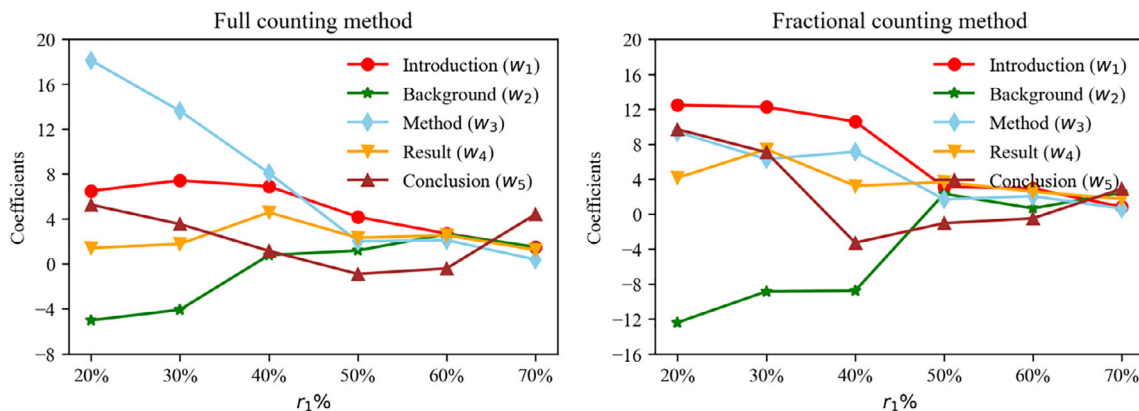 Full counting method
Coefficients
20
16
12
8
4
0
−4
−8
Introduction (w₁)
Background (w₂)
Method (w₃)
Result (w₄)
Conclusion (w₅)
20% 30% 40% 50% 60% 70%
r₁%
Fractional counting method
Coefficients
20
16
12
8
4
0
−4
−8
−12
−16
Introduction (w₁)
Background (w₂)
Method (w₃)
Result (w₄)
Conclusion (w₅)
20% 30% 40% 50% 60% 70%
r₁%